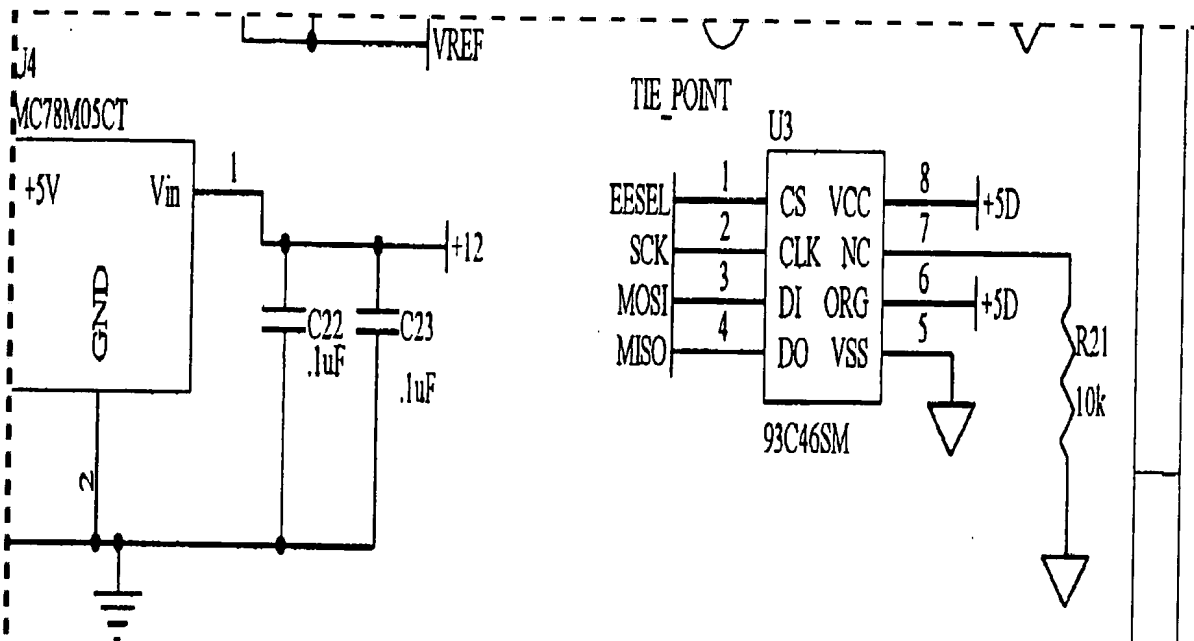 VREF
U4
MC78M05CT
+5V
Vin
1
GND
2
+12
C22
.1uF
C23
.1uF
TIE_POINT
U3
EESEL
1
CS
VCC
8
+5D
SCK
2
CLK
NC
7
MOSI
3
DI
ORG
6
+5D
MISO
4
DO
VSS
5
93C46SM
R21
10k